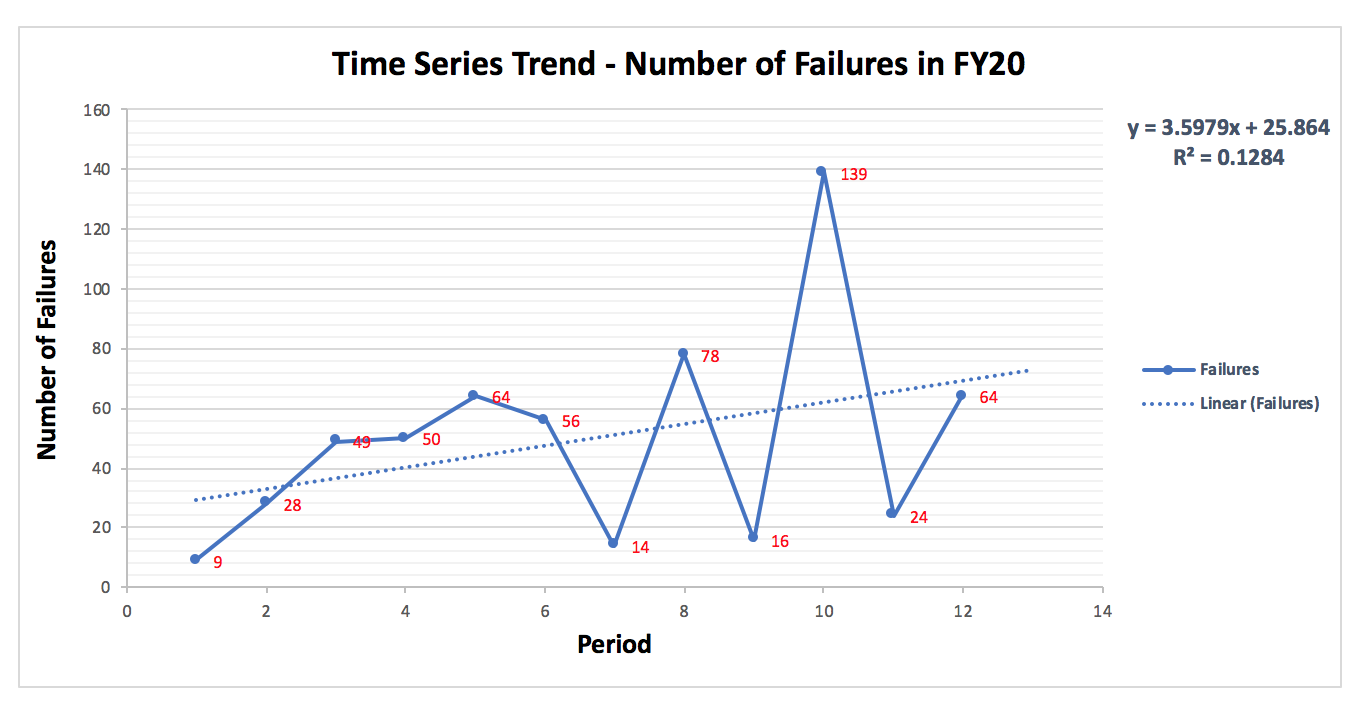 Time Series Trend - Number of Failures in FY20
y = 3.5979x + 25.864
R² = 0.1284
Number of Failures
160
140
120
100
80
60
40
20
0
9
28
49
50
64
56
14
78
16
139
24
64
0 2 4 6 8 10 12 14
Period
Failures
Linear (Failures)